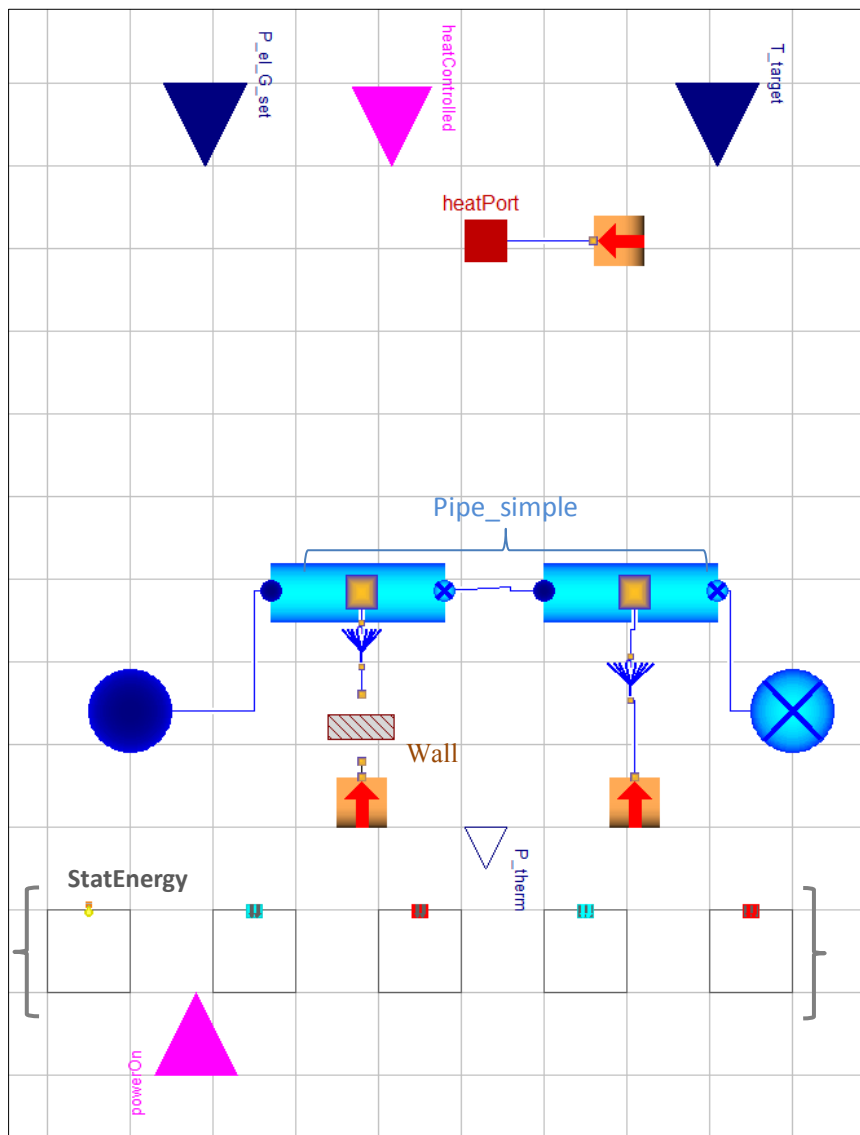 P_el_G_set
heatControlled
T_target
heatPort
Pipe_simple
Wall
P_therm
StatEnergy
powerOn